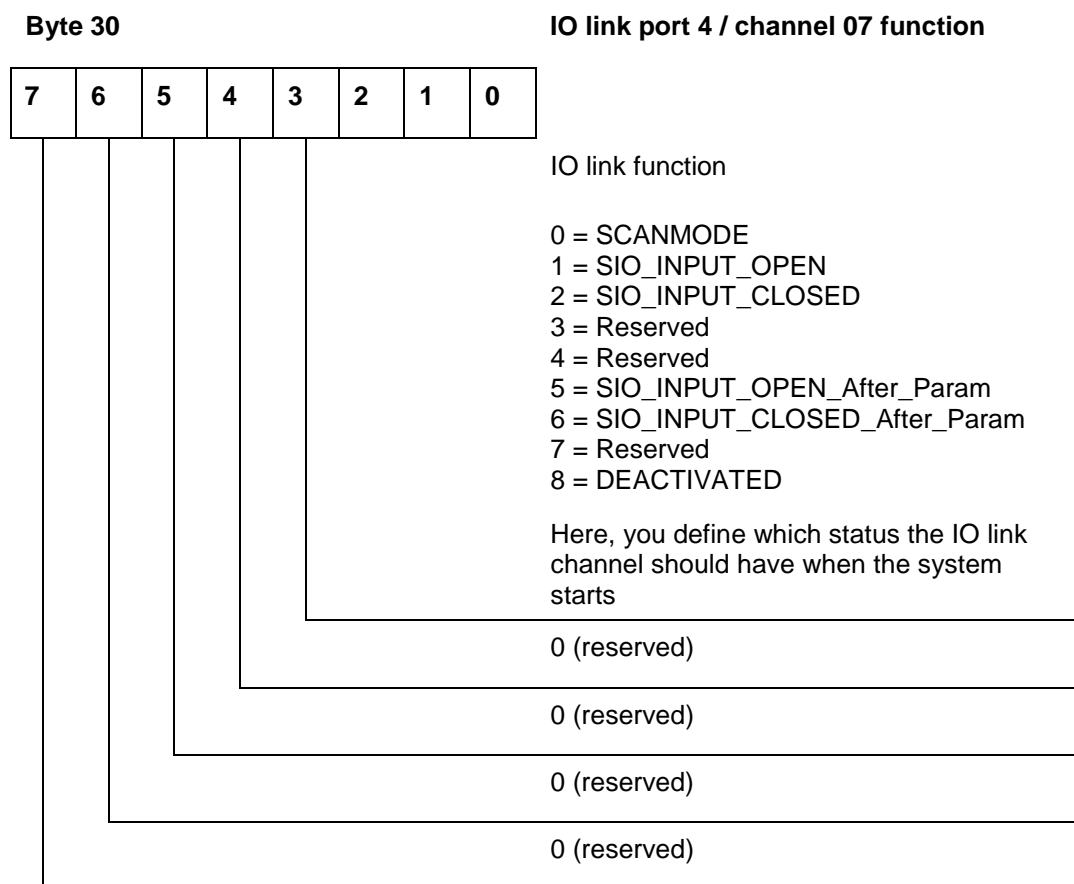 Byte 30
IO link port 4 / channel 07 function
7 6 5 4 3 2 1 0
IO link function
0 = SCANMODE
1 = SIO_INPUT_OPEN
2 = SIO_INPUT_CLOSED
3 = Reserved
4 = Reserved
5 = SIO_INPUT_OPEN_After_Param
6 = SIO_INPUT_CLOSED_After_Param
7 = Reserved
8 = DEACTIVATED
Here, you define which status the IO link
channel should have when the system
starts
0 (reserved)
0 (reserved)
0 (reserved)
0 (reserved)